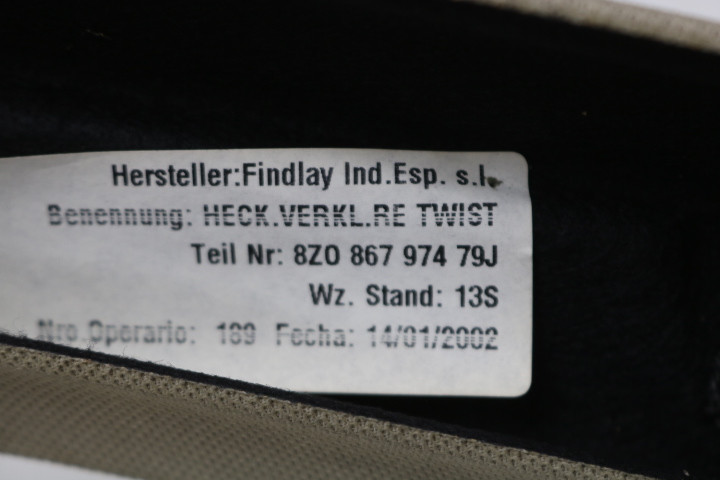 Hersteller:Findlay Ind.Esp. s.l.
Benennung: HECK.VERKL.RE TWIST
Teil Nr: 8Z0 867 974 79J
Wz. Stand: 13S
Nro.Operario: 189 Fecha: 14/01/2002